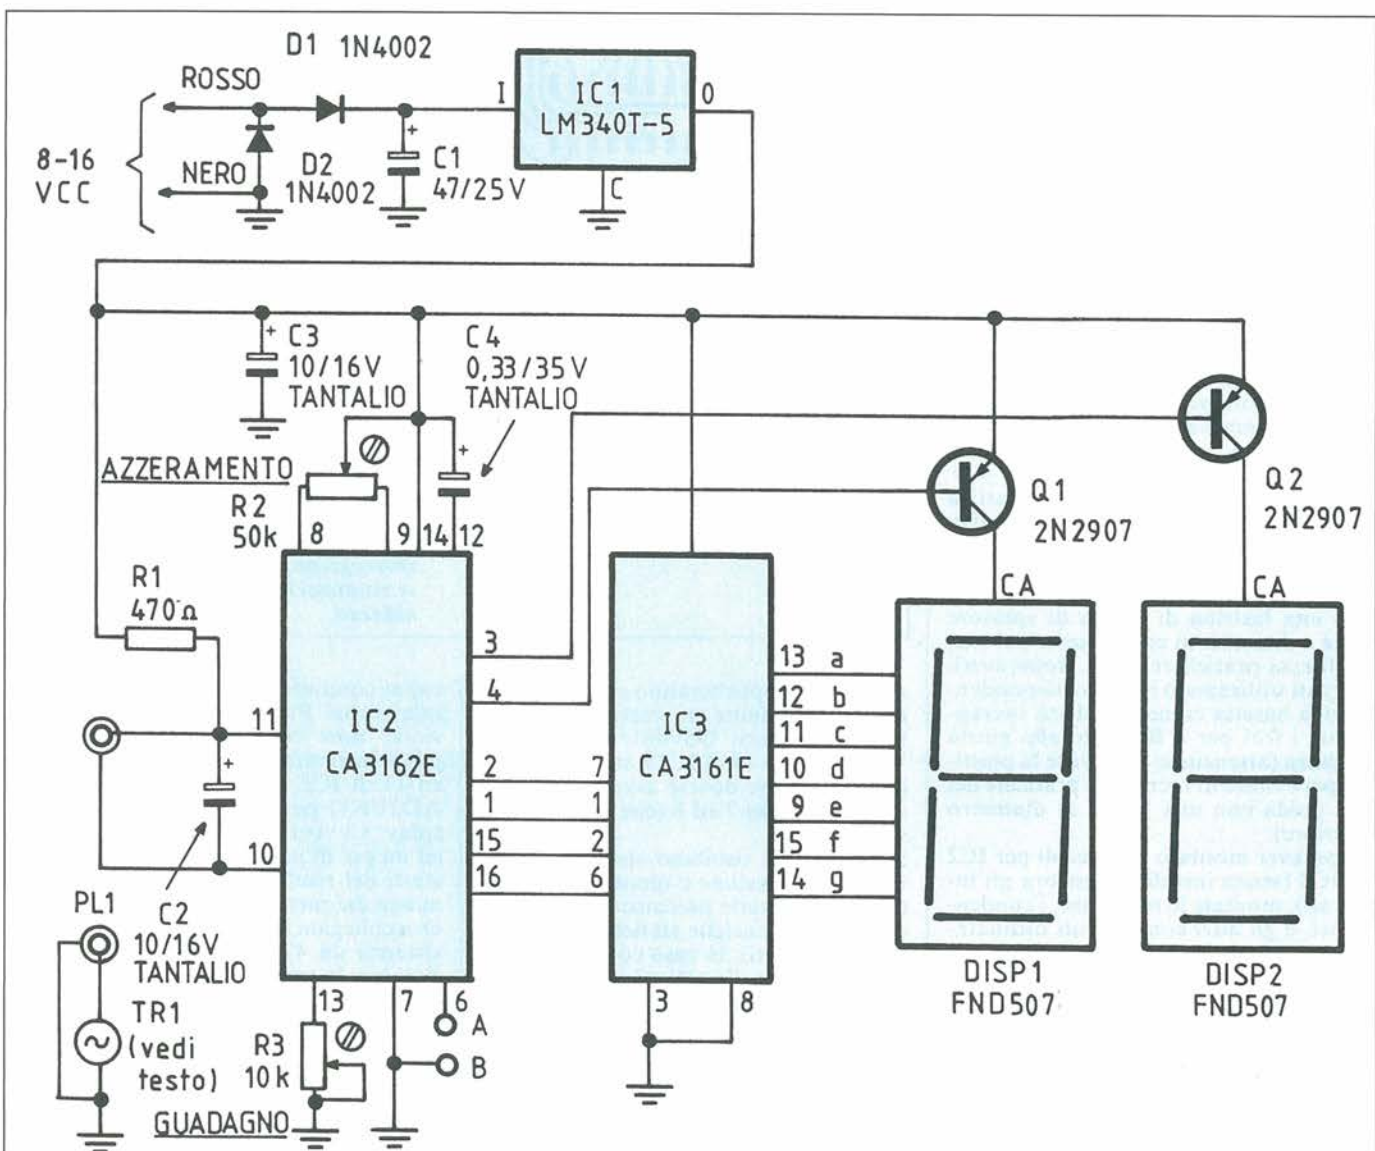 D1 1N4002
ROSSO
8-16
VCC
NERO
D2
1N4002
+
C1
47/25V
I
IC1
LM340T-5
O
C
+
C3
10/16V
TANTALIO
C4
0,33/35V
TANTALIO
+
AZZERAMENTO
R2
50k
8
9
14
12
R1
470Ω
11
10
+
C2
10/16V
TANTALIO
PL1
TR1
(vedi
testo)
IC2
CA3162E
3
4
2
1
15
16
13
7
6
A
B
R3
10k
GUADAGNO
7
1
2
6
IC3
CA3161E
13 a
12 b
11 c
10 d
9 e
15 f
14 g
3
8
Q1
2N2907
Q2
2N2907
CA
CA
DISP1
FND507
DISP2
FND507